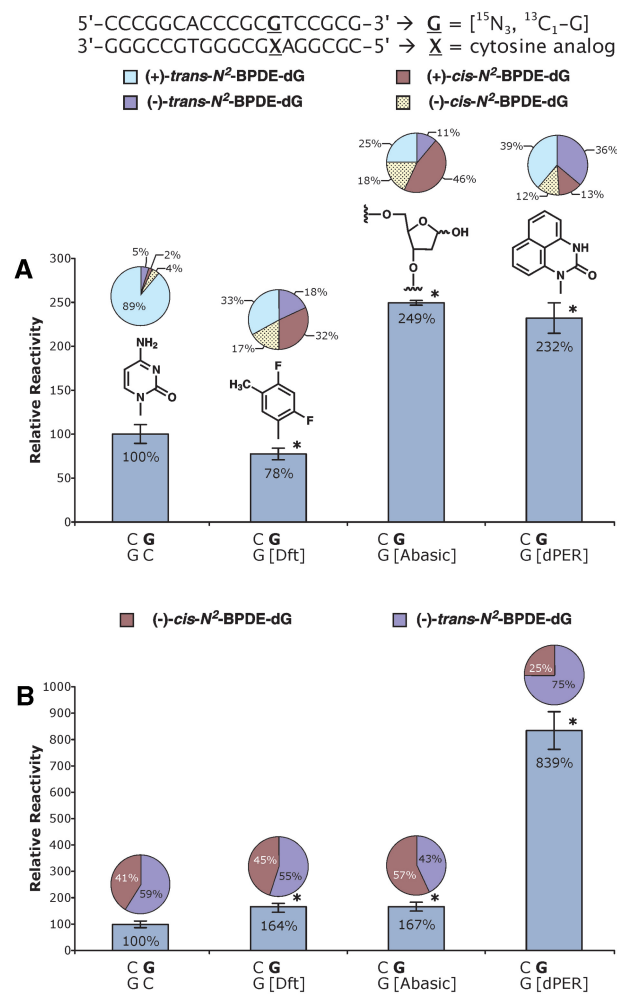 5'-CCCGGCACCCGCGTCCGCG-3' → G = [¹⁵N₃, ¹³C₁-G]
3'-GGGCCGTGGGCGXAGGCGC-5' → X = cytosine analog
(+)-trans-N²-BPDE-dG
(+)-cis-N²-BPDE-dG
(-)-trans-N²-BPDE-dG
(-)-cis-N²-BPDE-dG
25%
11%
18%
46%
39%
36%
12%
13%
O
O
OH
O
NH
N
O
A
Relative Reactivity
300
250
200
150
100
50
0
5%
2%
4%
89%
33%
18%
17%
32%
NH₂
N
N
O
F
H₃C
F
100%
*
78%
*
249%
*
232%
C G
G C
C G
G [Dft]
C G
G [Abasic]
C G
G [dPER]
(-)-cis-N²-BPDE-dG
(-)-trans-N²-BPDE-dG
B
Relative Reactivity
1000
900
800
700
600
500
400
300
200
100
0
41%
59%
45%
55%
57%
43%
25%
75%
100%
*
164%
*
167%
*
839%
C G
G C
C G
G [Dft]
C G
G [Abasic]
C G
G [dPER]